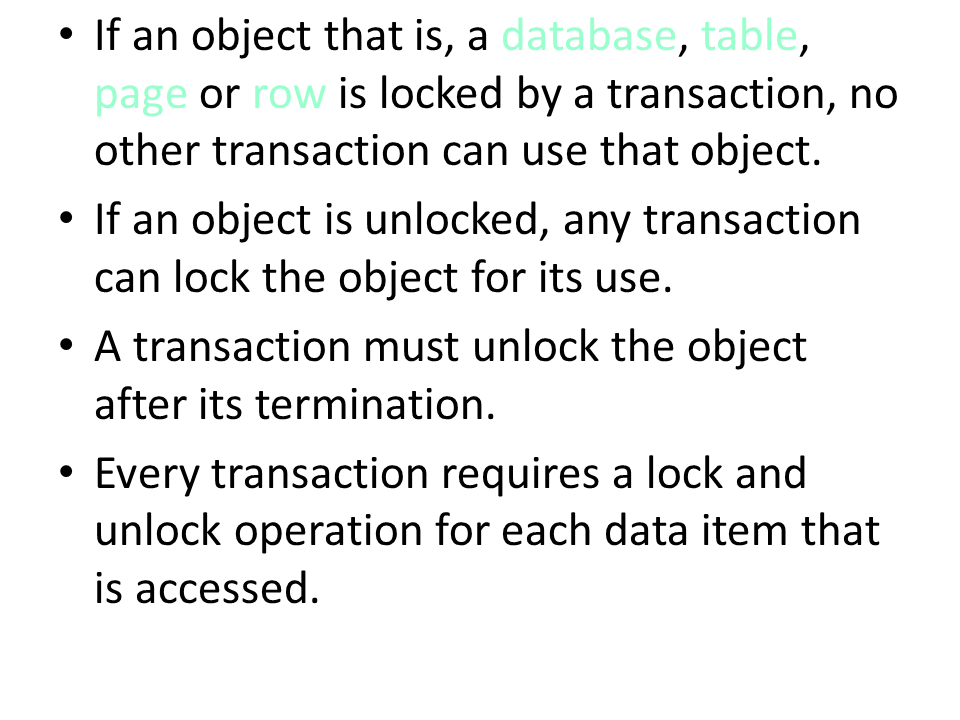 • If an object that is, a database, table,
page or row is locked by a transaction, no
other transaction can use that object.
• If an object is unlocked, any transaction
can lock the object for its use.
• A transaction must unlock the object
after its termination.
• Every transaction requires a lock and
unlock operation for each data item that
is accessed.